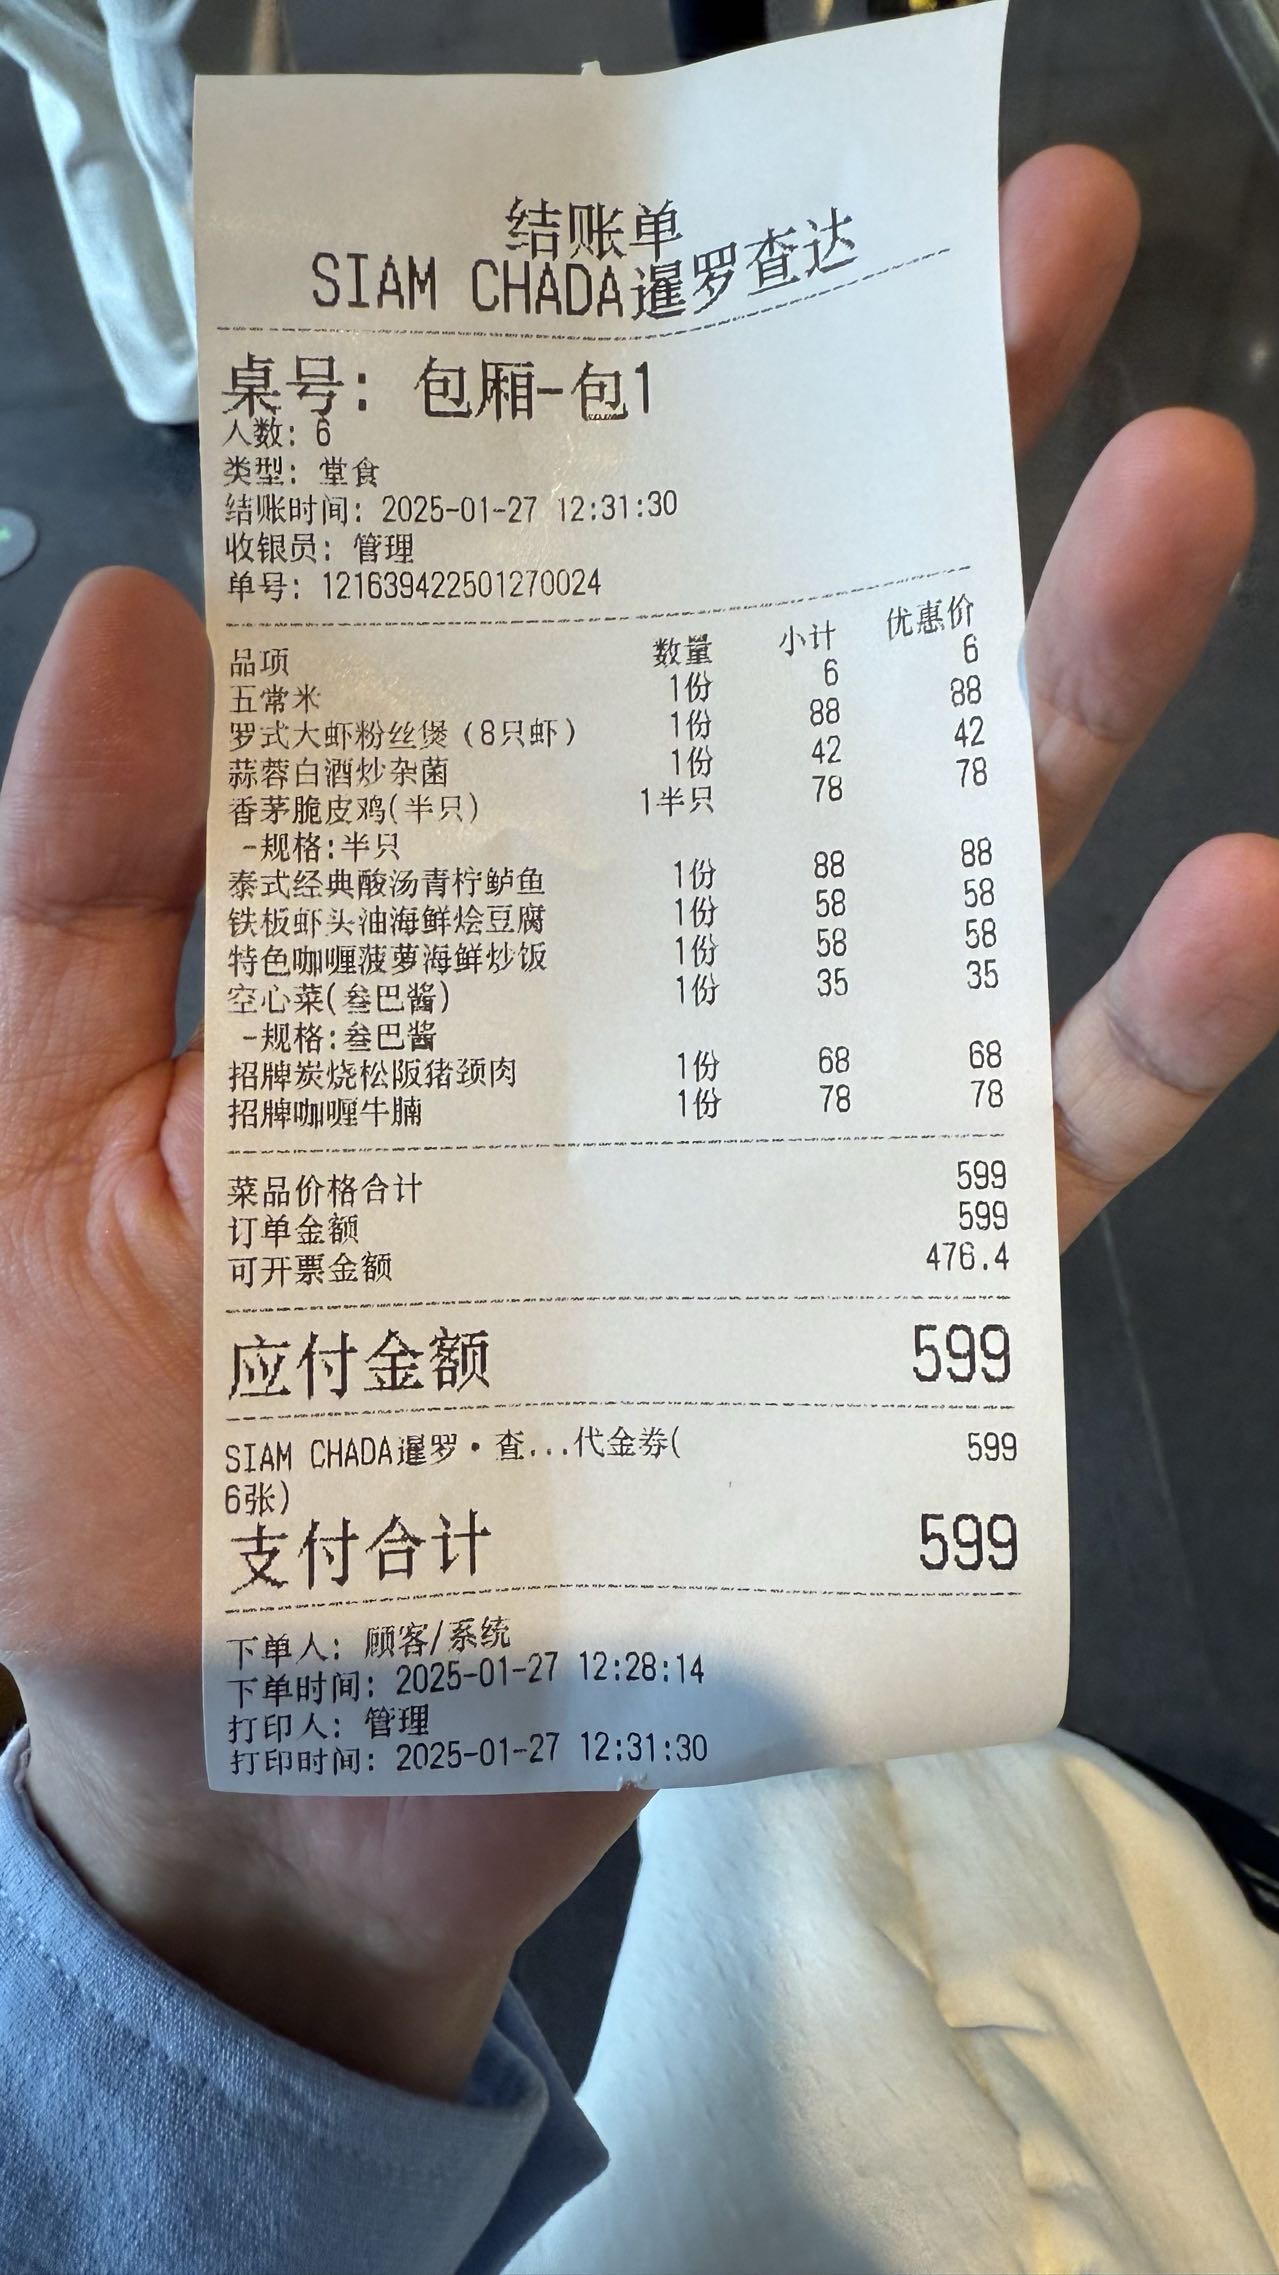 结账单
SIAM CHADA暹罗查达
桌号: 包厢-包1
人数: 6
类型: 堂食
结账时间: 2025-01-27 12:31:30
收银员: 管理
单号: 121639422501270024
品项 数量 小计 优惠价
五常米 1份 6 6
罗式大虾粉丝煲（8只虾） 1份 88 88
蒜蓉白酒炒杂菌 1份 42 42
香茅脆皮鸡(半只) 1半只 78 78
-规格:半只
泰式经典酸汤青柠鲈鱼 1份 88 88
铁板虾头油海鲜烩豆腐 1份 58 58
特色咖喱菠萝海鲜炒饭 1份 58 58
空心菜(叁巴酱) 1份 35 35
-规格:叁巴酱
招牌炭烧松阪猪颈肉 1份 68 68
招牌咖喱牛腩 1份 78 78
菜品价格合计 599
订单金额 599
可开票金额 476.4
应付金额 599
SIAM CHADA暹罗·查...代金券( 599
6张)
支付合计 599
下单人: 顾客/系统
下单时间: 2025-01-27 12:28:14
打印人: 管理
打印时间: 2025-01-27 12:31:30